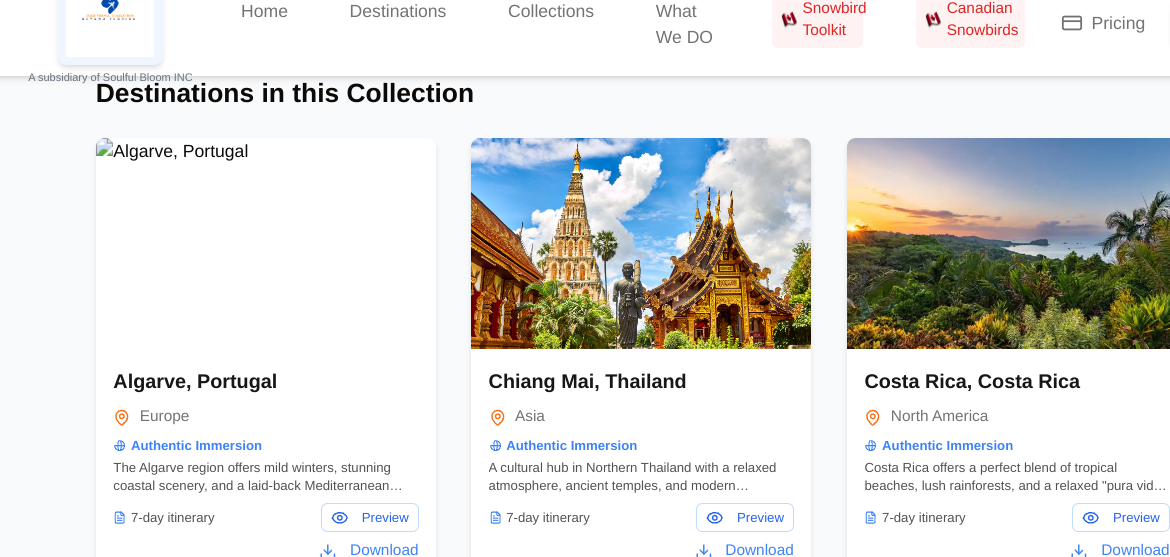 Home
Destinations
Collections
What
We DO
Snowbird
Toolkit
Canadian
Snowbirds
Pricing
A subsidiary of Soulful Bloom INC
Destinations in this Collection
Algarve, Portugal
Algarve, Portugal
Europe
Authentic Immersion
The Algarve region offers mild winters, stunning
coastal scenery, and a laid-back Mediterranean…
7-day itinerary
Preview
Download
Chiang Mai, Thailand
Asia
Authentic Immersion
A cultural hub in Northern Thailand with a relaxed
atmosphere, ancient temples, and modern…
7-day itinerary
Preview
Download
Costa Rica, Costa Rica
North America
Authentic Immersion
Costa Rica offers a perfect blend of tropical
beaches, lush rainforests, and a relaxed "pura vid…
7-day itinerary
Preview
Download